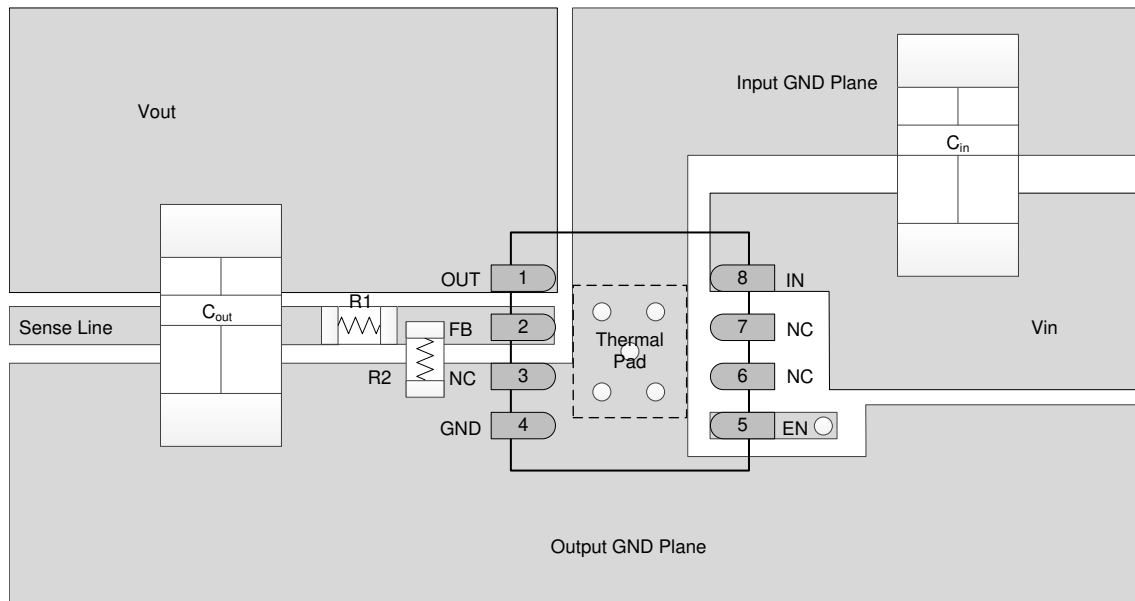 Vout
Input GND Plane
Cin
OUT
1
8
IN
R1
Cout
Sense Line
FB
2
7
NC
Vin
Thermal
Pad
R2
NC
3
6
NC
GND
4
5
EN
Output GND Plane